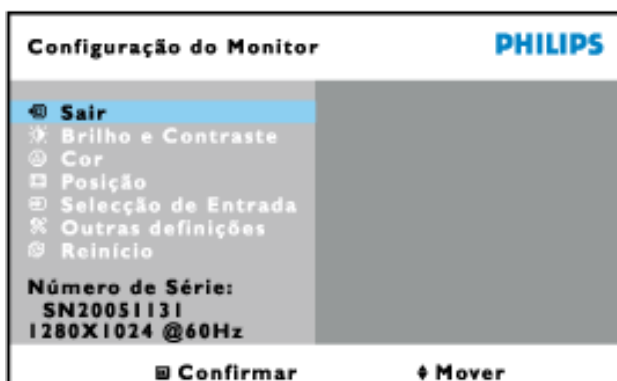 Configuração do Monitor
PHILIPS
Sair
Brilho e Contraste
Cor
Posição
Selecção de Entrada
Outras definições
Reinício
Número de Série:
SN20051131
1280X1024 @60Hz
Confirmar
Mover